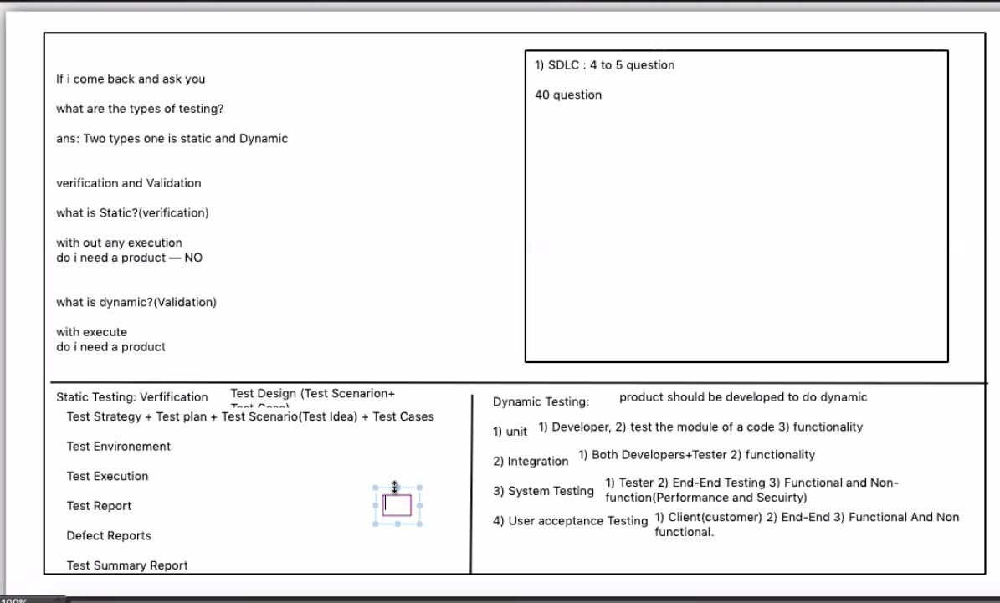 If i come back and ask you
what are the types of testing?
ans: Two types one is static and Dynamic
verification and Validation
what is Static?(verification)
with out any execution
do i need a product — NO
what is dynamic?(Validation)
with execute
do i need a product
1) SDLC : 4 to 5 question
40 question
Static Testing: Verfification
Test Design (Test Scenarion+
Test Case)
Test Strategy + Test plan + Test Scenario(Test Idea) + Test Cases
Test Environement
Test Execution
Test Report
Defect Reports
Test Summary Report
Dynamic Testing:
product should be developed to do dynamic
1) unit
1) Developer, 2) test the module of a code 3) functionality
2) Integration
1) Both Developers+Tester 2) functionality
3) System Testing
1) Tester 2) End-End Testing 3) Functional and Non-
function(Performance and Secuirty)
4) User acceptance Testing
1) Client(customer) 2) End-End 3) Functional And Non
functional.
100%